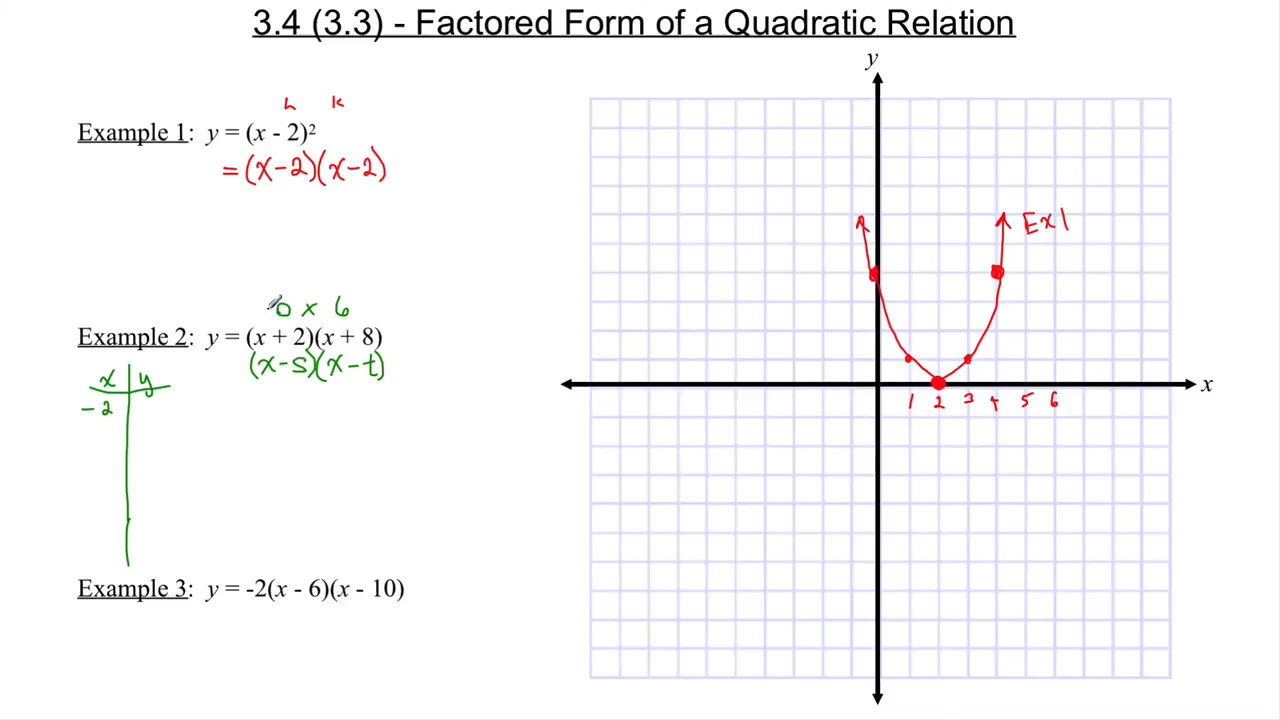 3.4 (3.3) - Factored Form of a Quadratic Relation
y
h k
Example 1: y = (x - 2)²
= (x-2)(x-2)
Ex 1
0 x 6
Example 2: y = (x + 2)(x + 8)
(x-s)(x-t)
x y
-2
x
1 2 3 4 5 6
Example 3: y = -2(x - 6)(x - 10)